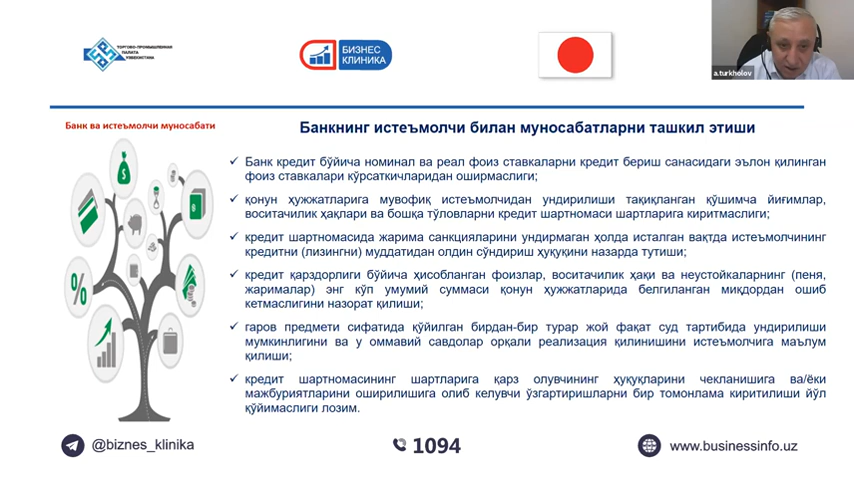 ТОРГОВО-ПРОМЫШЛЕННАЯ
ПАЛАТА
УЗБЕКИСТАНА
БИЗНЕС
КЛИНИКА
a.turkholov
Банк ва истеъмолчи муносабати
Банкнинг истеъмолчи билан муносабатларни ташкил этиши
✓ Банк кредит бўйича номинал ва реал фоиз ставкаларни кредит бериш санасидаги эълон қилинган
фоиз ставкалари кўрсаткичларидан оширмаслиги;
✓ қонун ҳужжатларига мувофиқ истеъмолчидан ундирилиши тақиқланган қўшимча йиғимлар,
воситачилик ҳақлари ва бошқа тўловларни кредит шартномаси шартларига киритмаслиги;
✓ кредит шартномасида жарима санкцияларини ундирмаган ҳолда исталган вақтда истеъмолчининг
кредитни (лизингни) муддатидан олдин сўндириш ҳуқуқини назарда тутиши;
✓ кредит қарздорлиги бўйича ҳисобланган фоизлар, воситачилик ҳақи ва неустойкаларнинг (пеня,
жарималар) энг кўп умумий суммаси қонун ҳужжатларида белгиланган миқдордан ошиб
кетмаслигини назорат қилиши;
✓ гаров предмети сифатида қўйилган бирдан-бир турар жой фақат суд тартибида ундирилиши
мумкинлигини ва у оммавий савдолар орқали реализация қилинишини истеъмолчига маълум
қилиши;
✓ кредит шартномасининг шартларига қарз олувчининг ҳуқуқларини чекланишига ва/ёки
мажбуриятларини оширилишига олиб келувчи ўзгартиришларни бир томонлама киритилиши йўл
қўймаслиги лозим.
@biznes_klinika
1094
www.businessinfo.uz